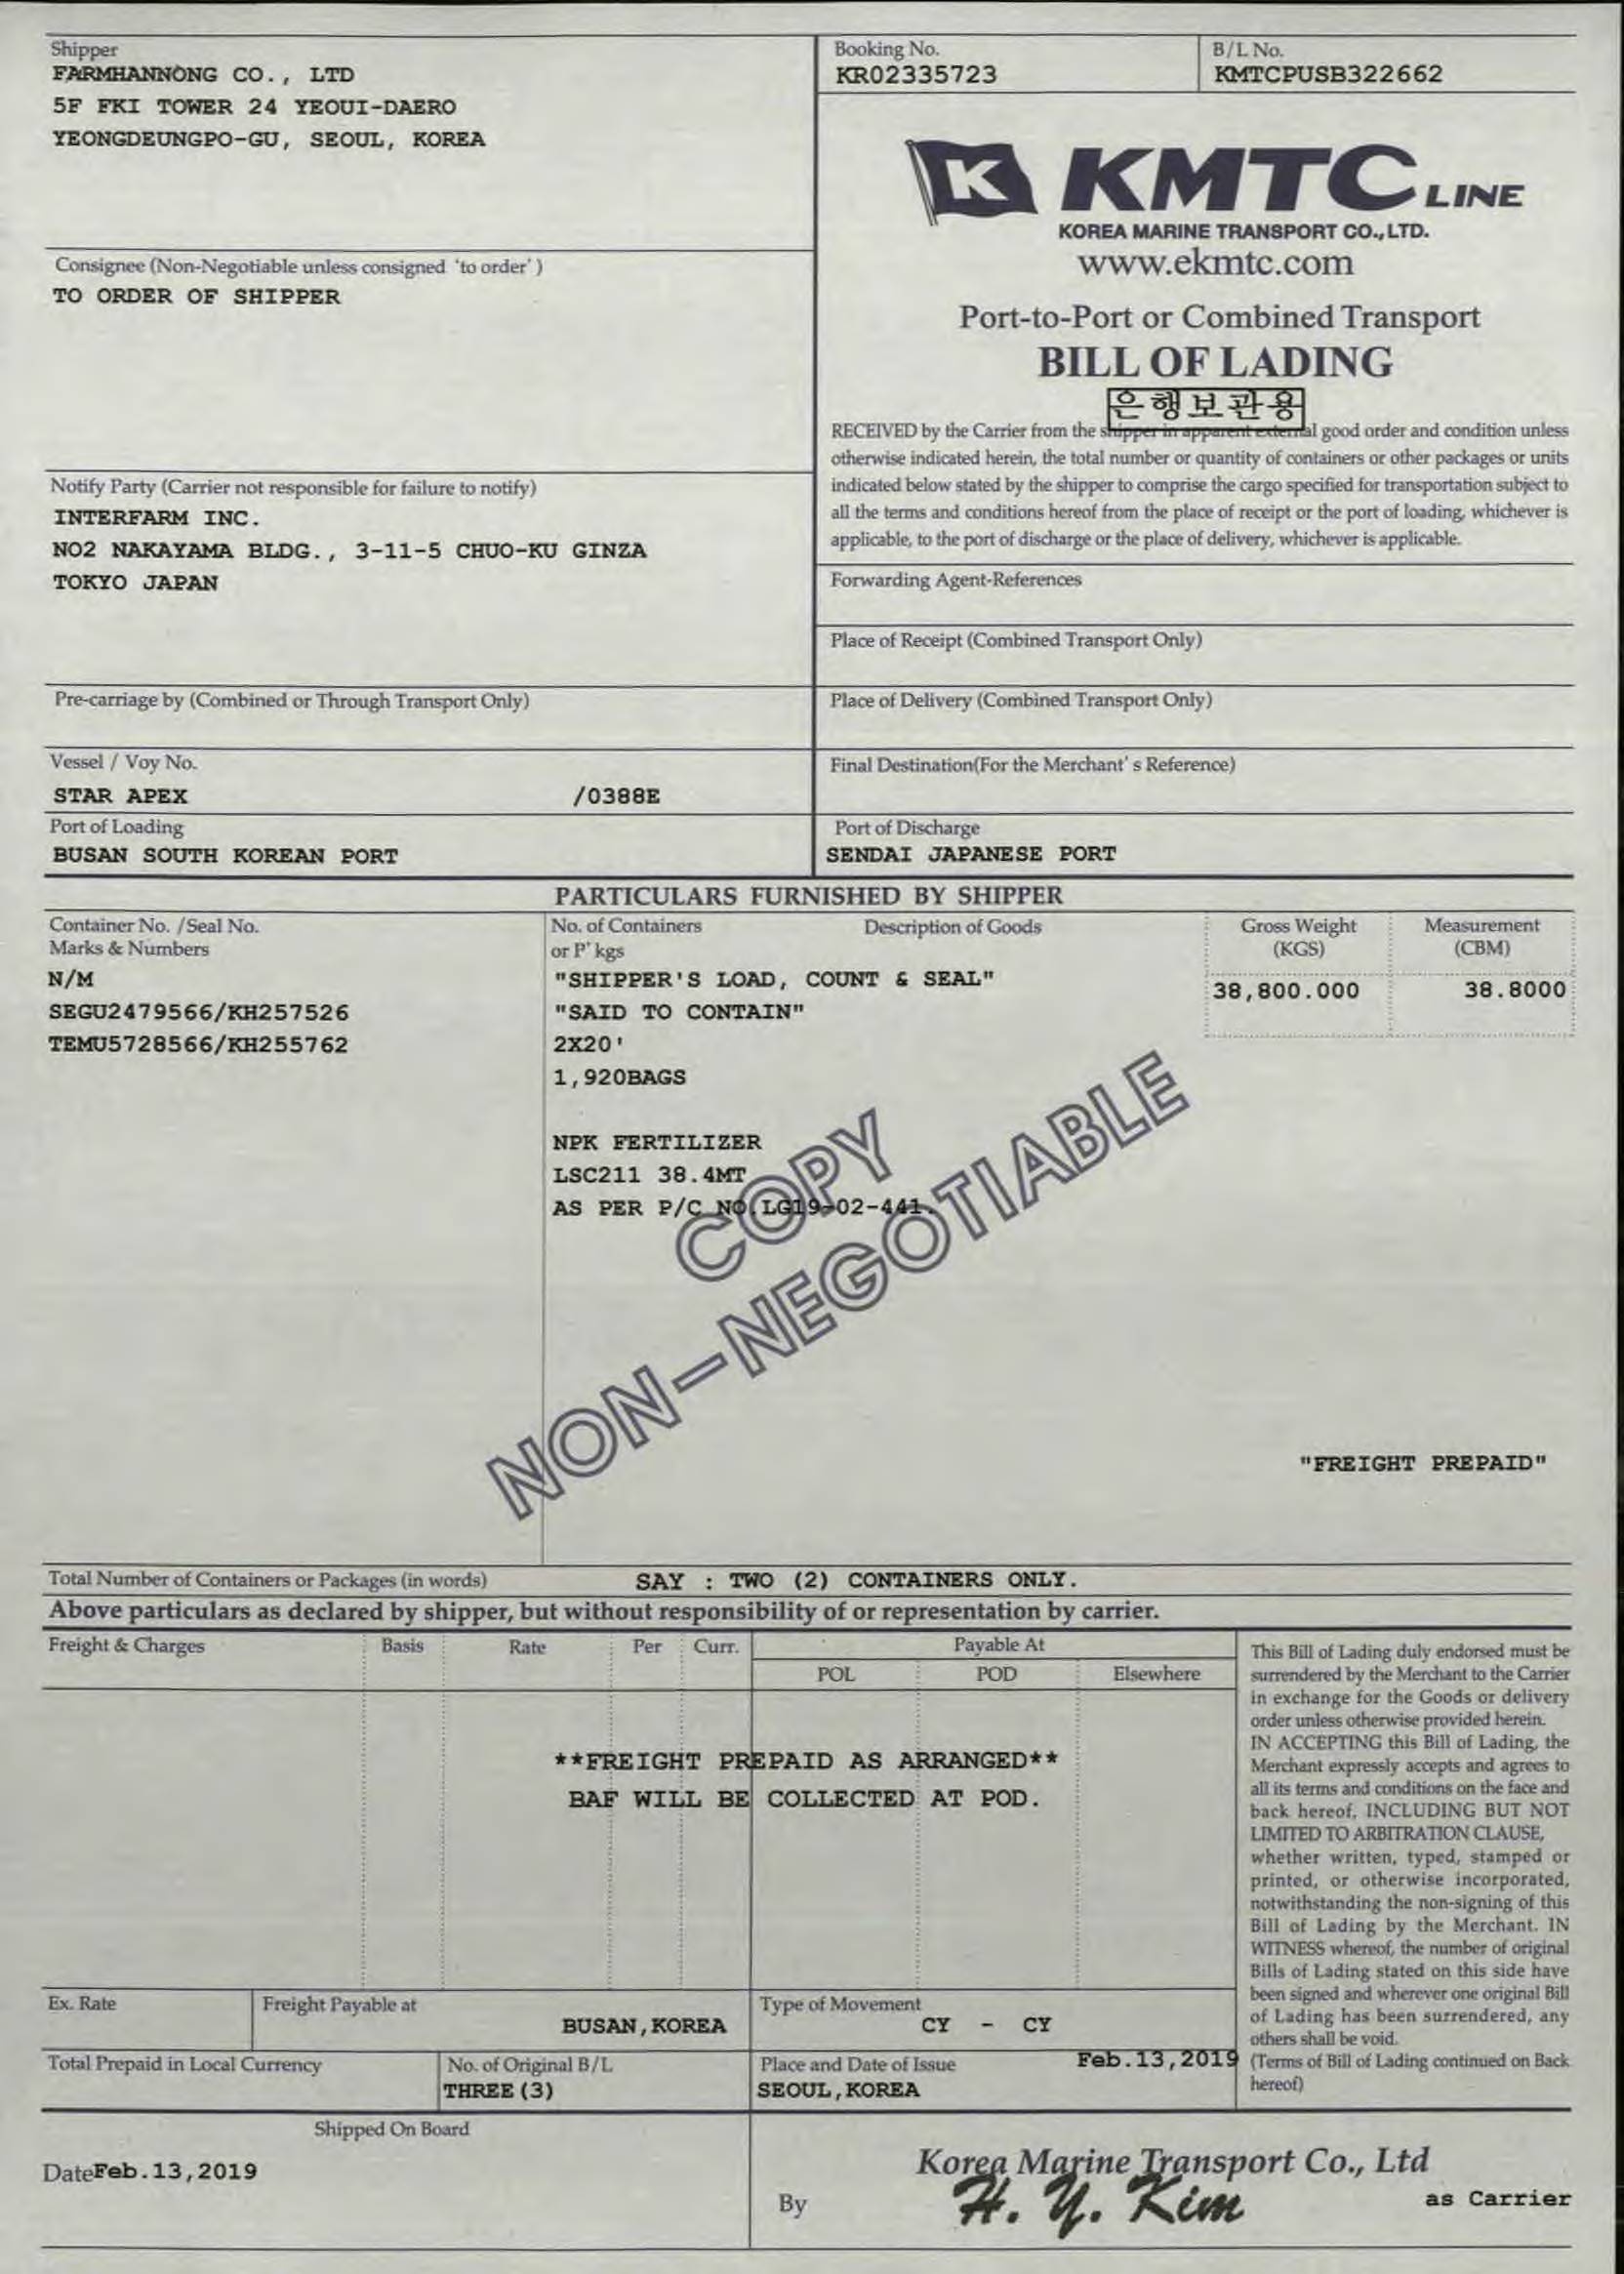 Shipper
FARMHANNONG CO., LTD
5F FKI TOWER 24 YEOUI-DAERO
YEONGDEUNGPO-GU, SEOUL, KOREA
Booking No.
KR02335723
B/L No.
KMTCPUSB322662
K KMTC LINE
KOREA MARINE TRANSPORT CO., LTD.
www.ekmtc.com
Port-to-Port or Combined Transport
BILL OF LADING
은행보관용
Consignee (Non-Negotiable unless consigned 'to order' )
TO ORDER OF SHIPPER
RECEIVED by the Carrier from the shipper in apparent external good order and condition unless
otherwise indicated herein, the total number or quantity of containers or other packages or units
indicated below stated by the shipper to comprise the cargo specified for transportation subject to
all the terms and conditions hereof from the place of receipt or the port of loading, whichever is
applicable, to the port of discharge or the place of delivery, whichever is applicable.
Notify Party (Carrier not responsible for failure to notify)
INTERFARM INC.
NO2 NAKAYAMA BLDG., 3-11-5 CHUO-KU GINZA
TOKYO JAPAN
Forwarding Agent-References
Place of Receipt (Combined Transport Only)
Pre-carriage by (Combined or Through Transport Only)
Place of Delivery (Combined Transport Only)
Vessel / Voy No.
STAR APEX /0388E
Final Destination(For the Merchant' s Reference)
Port of Loading
BUSAN SOUTH KOREAN PORT
Port of Discharge
SENDAI JAPANESE PORT
PARTICULARS FURNISHED BY SHIPPER
Container No. /Seal No.
Marks & Numbers
No. of Containers
or P' kgs
Description of Goods
Gross Weight
(KGS)
Measurement
(CBM)
N/M
SEGU2479566/KH257526
TEMU5728566/KH255762
"SHIPPER'S LOAD, COUNT & SEAL"
"SAID TO CONTAIN"
2X20'
1,920BAGS
38,800.000
38.8000
NPK FERTILIZER
LSC211 38.4MT
AS PER P/C NO.LG19-02-441.
COPY
NON-NEGOTIABLE
"FREIGHT PREPAID"
Total Number of Containers or Packages (in words)
SAY : TWO (2) CONTAINERS ONLY.
Above particulars as declared by shipper, but without responsibility of or representation by carrier.
Freight & Charges
Basis
Rate
Per
Curr.
Payable At
POL
POD
Elsewhere
**FREIGHT PREPAID AS ARRANGED**
BAF WILL BE COLLECTED AT POD.
This Bill of Lading duly endorsed must be
surrendered by the Merchant to the Carrier
in exchange for the Goods or delivery
order unless otherwise provided herein.
IN ACCEPTING this Bill of Lading, the
Merchant expressly accepts and agrees to
all its terms and conditions on the face and
back hereof, INCLUDING BUT NOT
LIMITED TO ARBITRATION CLAUSE,
whether written, typed, stamped or
printed, or otherwise incorporated,
notwithstanding the non-signing of this
Bill of Lading by the Merchant. IN
WITNESS whereof, the number of original
Bills of Lading stated on this side have
been signed and wherever one original Bill
of Lading has been surrendered, any
others shall be void.
(Terms of Bill of Lading continued on Back
hereof)
Ex. Rate
Freight Payable at
BUSAN, KOREA
Type of Movement
CY - CY
Total Prepaid in Local Currency
No. of Original B/L
THREE (3)
Place and Date of Issue
Feb.13,2019
SEOUL, KOREA
Shipped On Board
Date Feb.13,2019
Korea Marine Transport Co., Ltd
By
H. Y. Kim
as Carrier